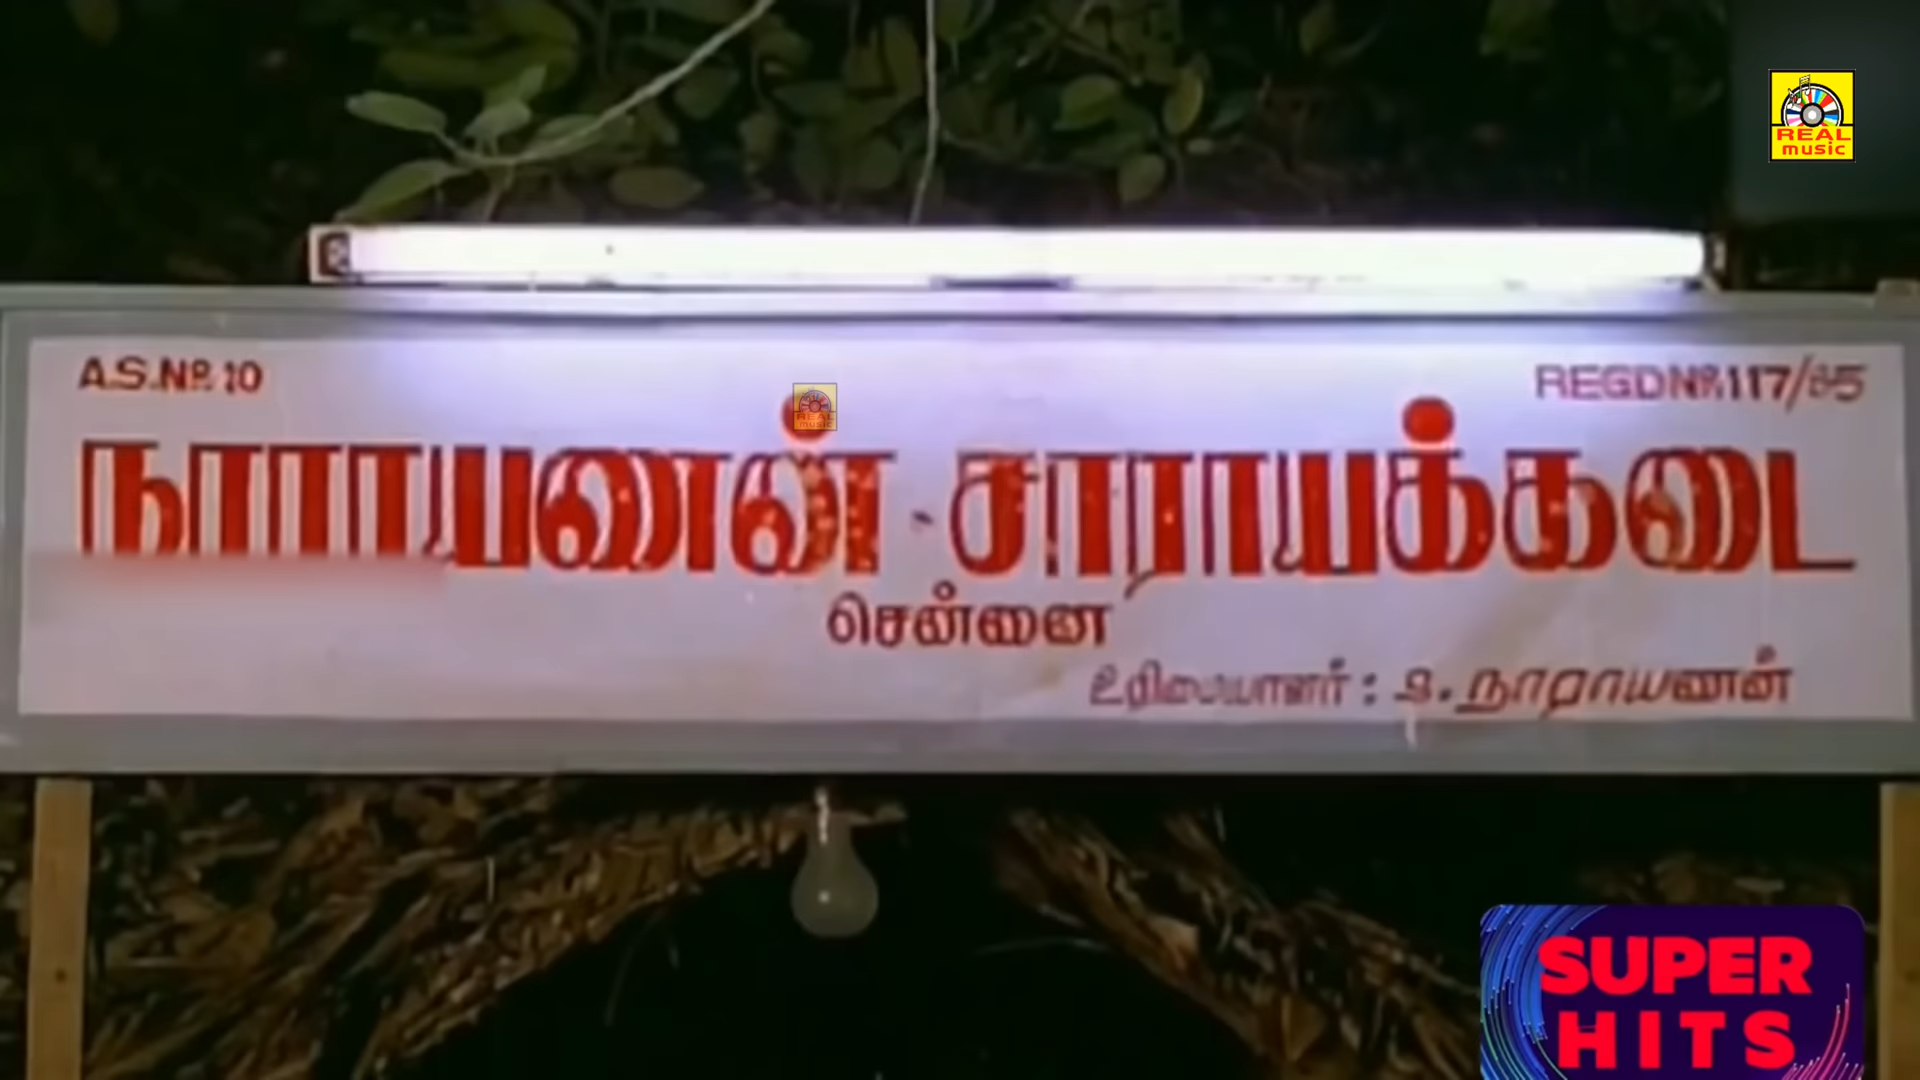 REAL
music
A.S.Nº. 10
REGD Nº.117/85
நாராயணன் - சாராயக்கடை
சென்னை
உரிமையாளர் : வி. நாராயணன்
SUPER
HITS